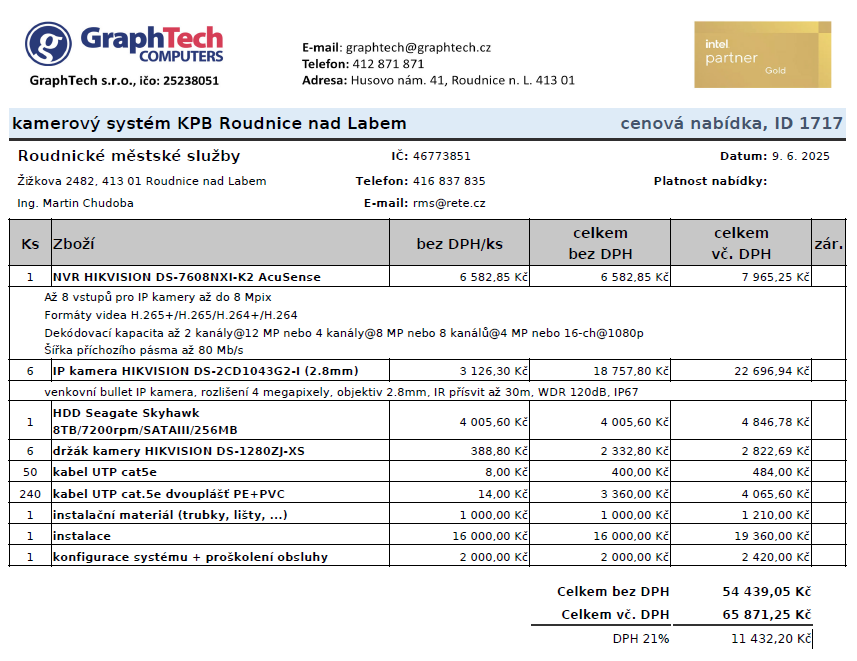 GraphTech
COMPUTERS
GraphTech s.r.o., ičo: 25238051
E-mail: graphtech@graphtech.cz
Telefon: 412 871 871
Adresa: Husovo nám. 41, Roudnice n. L. 413 01
intel
partner
Gold
kamerový systém KPB Roudnice nad Labem cenová nabídka, ID 1717
Roudnické městské služby IČ: 46773851 Datum: 9. 6. 2025
Žižkova 2482, 413 01 Roudnice nad Labem Telefon: 416 837 835 Platnost nabídky:
Ing. Martin Chudoba E-mail: rms@rete.cz
Ks Zboží bez DPH/ks celkem bez DPH celkem vč. DPH zár.
1 NVR HIKVISION DS-7608NXI-K2 AcuSense 6 582,85 Kč 6 582,85 Kč 7 965,25 Kč
Až 8 vstupů pro IP kamery až do 8 Mpix
Formáty videa H.265+/H.265/H.264+/H.264
Dekódovací kapacita až 2 kanály@12 MP nebo 4 kanály@8 MP nebo 8 kanálů@4 MP nebo 16-ch@1080p
Šířka příchozího pásma až 80 Mb/s
6 IP kamera HIKVISION DS-2CD1043G2-I (2.8mm) 3 126,30 Kč 18 757,80 Kč 22 696,94 Kč
venkovní bullet IP kamera, rozlišení 4 megapixely, objektiv 2.8mm, IR přísvit až 30m, WDR 120dB, IP67
1 HDD Seagate Skyhawk 8TB/7200rpm/SATAIII/256MB 4 005,60 Kč 4 005,60 Kč 4 846,78 Kč
6 držák kamery HIKVISION DS-1280ZJ-XS 388,80 Kč 2 332,80 Kč 2 822,69 Kč
50 kabel UTP cat5e 8,00 Kč 400,00 Kč 484,00 Kč
240 kabel UTP cat.5e dvouplášť PE+PVC 14,00 Kč 3 360,00 Kč 4 065,60 Kč
1 instalační materiál (trubky, lišty, ...) 1 000,00 Kč 1 000,00 Kč 1 210,00 Kč
1 instalace 16 000,00 Kč 16 000,00 Kč 19 360,00 Kč
1 konfigurace systému + proškolení obsluhy 2 000,00 Kč 2 000,00 Kč 2 420,00 Kč
Celkem bez DPH 54 439,05 Kč
Celkem vč. DPH 65 871,25 Kč
DPH 21% 11 432,20 Kč